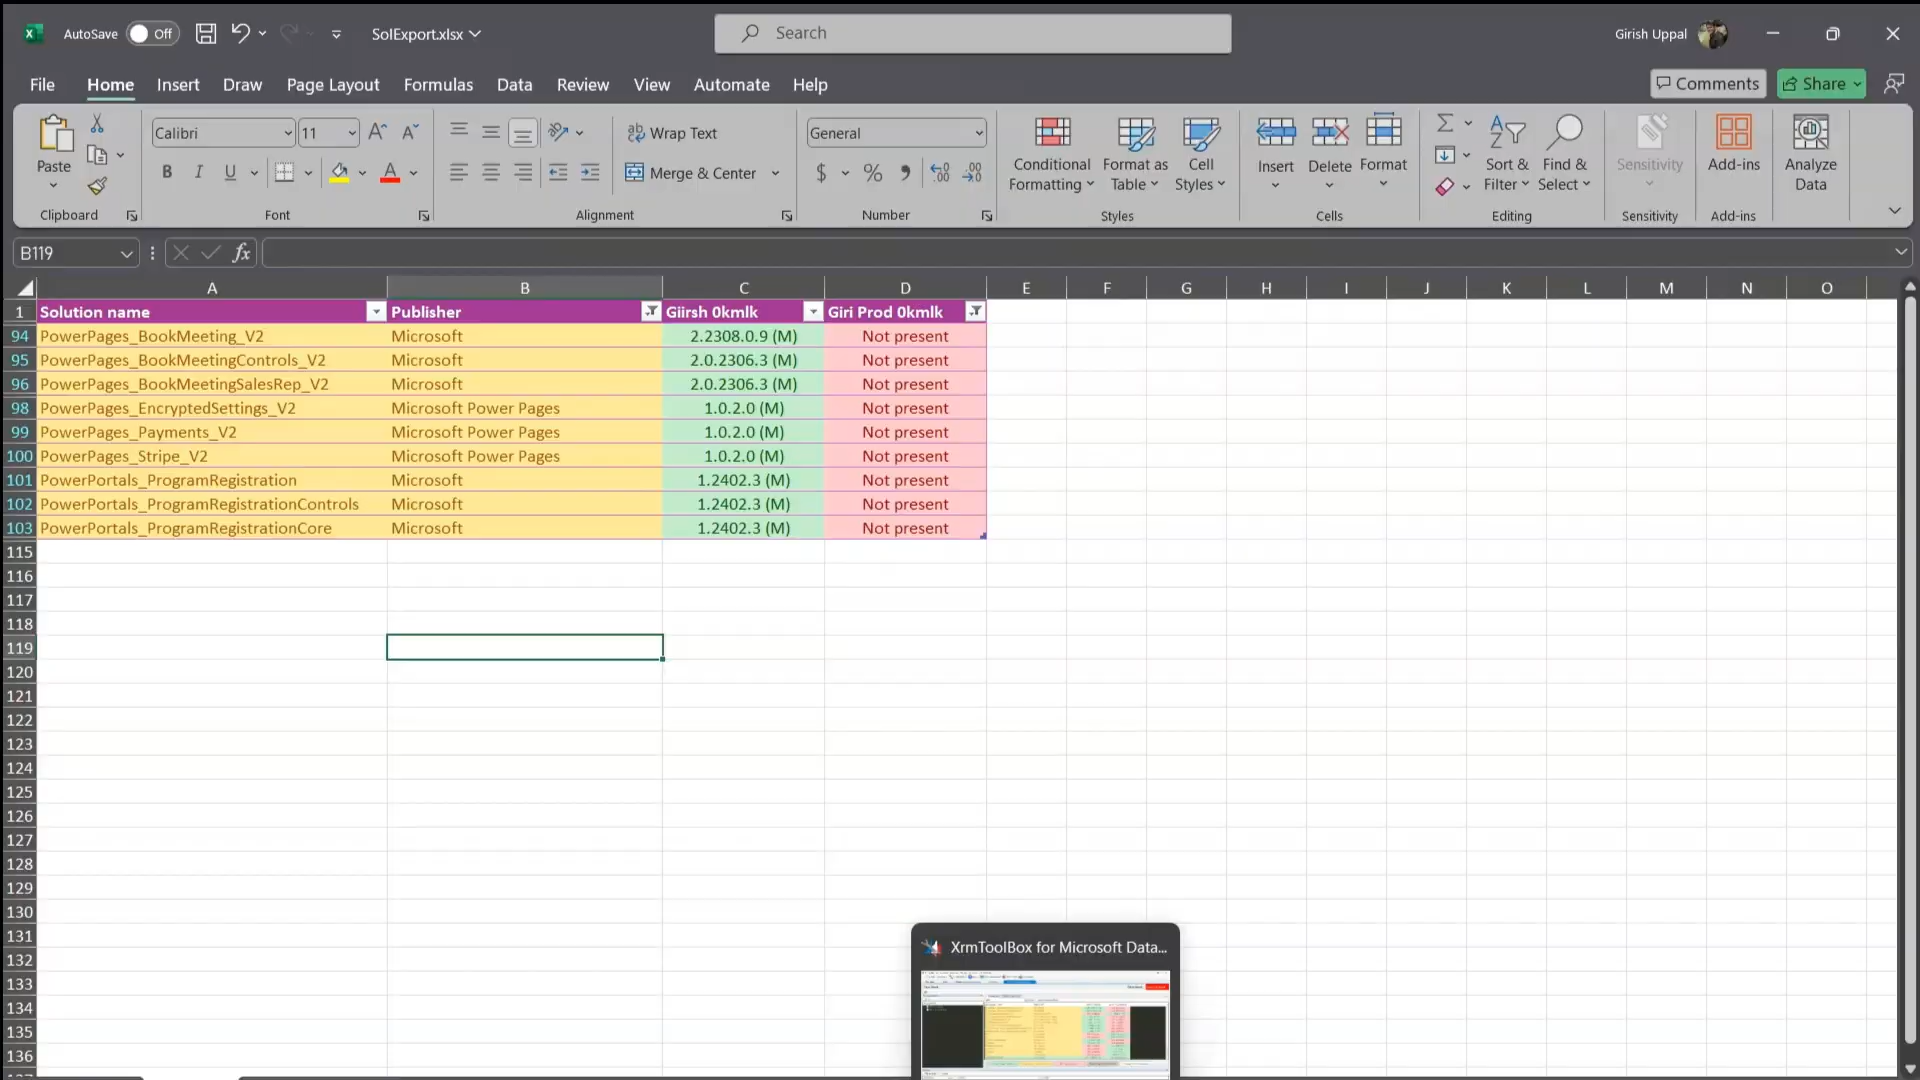 AutoSave Off SolExport.xlsx Search Girish Uppal
File Home Insert Draw Page Layout Formulas Data Review View Automate Help Comments Share
Paste Calibri 11 Wrap Text General Conditional Formatting Format as Table Cell Styles Insert Delete Format Sort & Filter Find & Select Sensitivity Add-ins Analyze Data
B I U A Merge & Center $ %
Clipboard Font Alignment Number Styles Cells Editing Sensitivity Add-ins
B119 fx
A B C D E F G H I J K L M N O
1 Solution name Publisher Giirsh 0kmlk Giri Prod 0kmlk
94 PowerPages_BookMeeting_V2 Microsoft 2.2308.0.9 (M) Not present
95 PowerPages_BookMeetingControls_V2 Microsoft 2.0.2306.3 (M) Not present
96 PowerPages_BookMeetingSalesRep_V2 Microsoft 2.0.2306.3 (M) Not present
98 PowerPages_EncryptedSettings_V2 Microsoft Power Pages 1.0.2.0 (M) Not present
99 PowerPages_Payments_V2 Microsoft Power Pages 1.0.2.0 (M) Not present
100 PowerPages_Stripe_V2 Microsoft Power Pages 1.0.2.0 (M) Not present
101 PowerPortals_ProgramRegistration Microsoft 1.2402.3 (M) Not present
102 PowerPortals_ProgramRegistrationControls Microsoft 1.2402.3 (M) Not present
103 PowerPortals_ProgramRegistrationCore Microsoft 1.2402.3 (M) Not present
115
116
117
118
119
120
121
122
123
124
125
126
127
128
129
130
131
XrmToolBox for Microsoft Data...
132
133
134
135
136